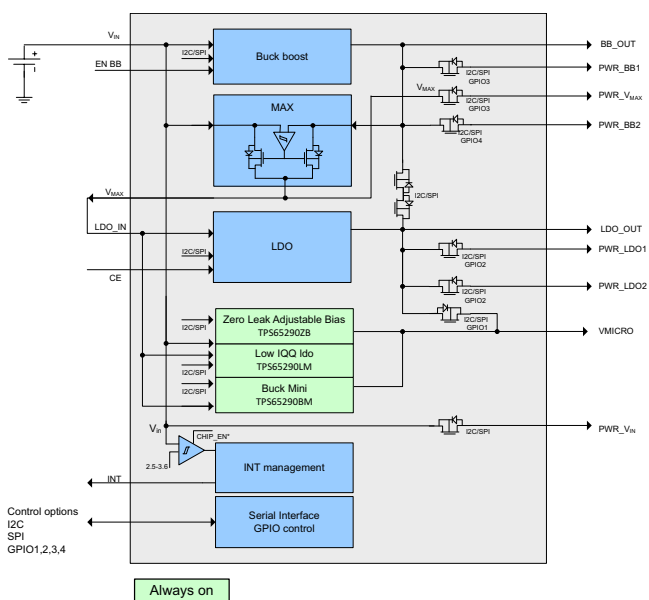 VIN
BB_OUT
I2C/SPI
Buck boost
EN BB
PWR_BB1
I2C/SPI
GPIO3
VMAX
PWR_VMAX
I2C/SPI
GPIO3
MAX
PWR_BB2
I2C/SPI
GPIO4
VMAX
I2C/SPI
LDO_IN
LDO_OUT
I2C/SPI
LDO
PWR_LDO1
I2C/SPI
GPIO2
CE
PWR_LDO2
I2C/SPI
GPIO2
Zero Leak Adjustable Bias
TPS65290ZB
I2C/SPI
I2C/SPI
GPIO1
VMICRO
Low IQQ ldo
TPS65290LM
I2C/SPI
Buck Mini
TPS65290BM
I2C/SPI
Vin
CHIP_EN*
I2C/SPI
PWR_VIN
2.5-3.6
INT management
INT
Serial Interface
GPIO control
Control options
I2C
SPI
GPIO1,2,3,4
Always on